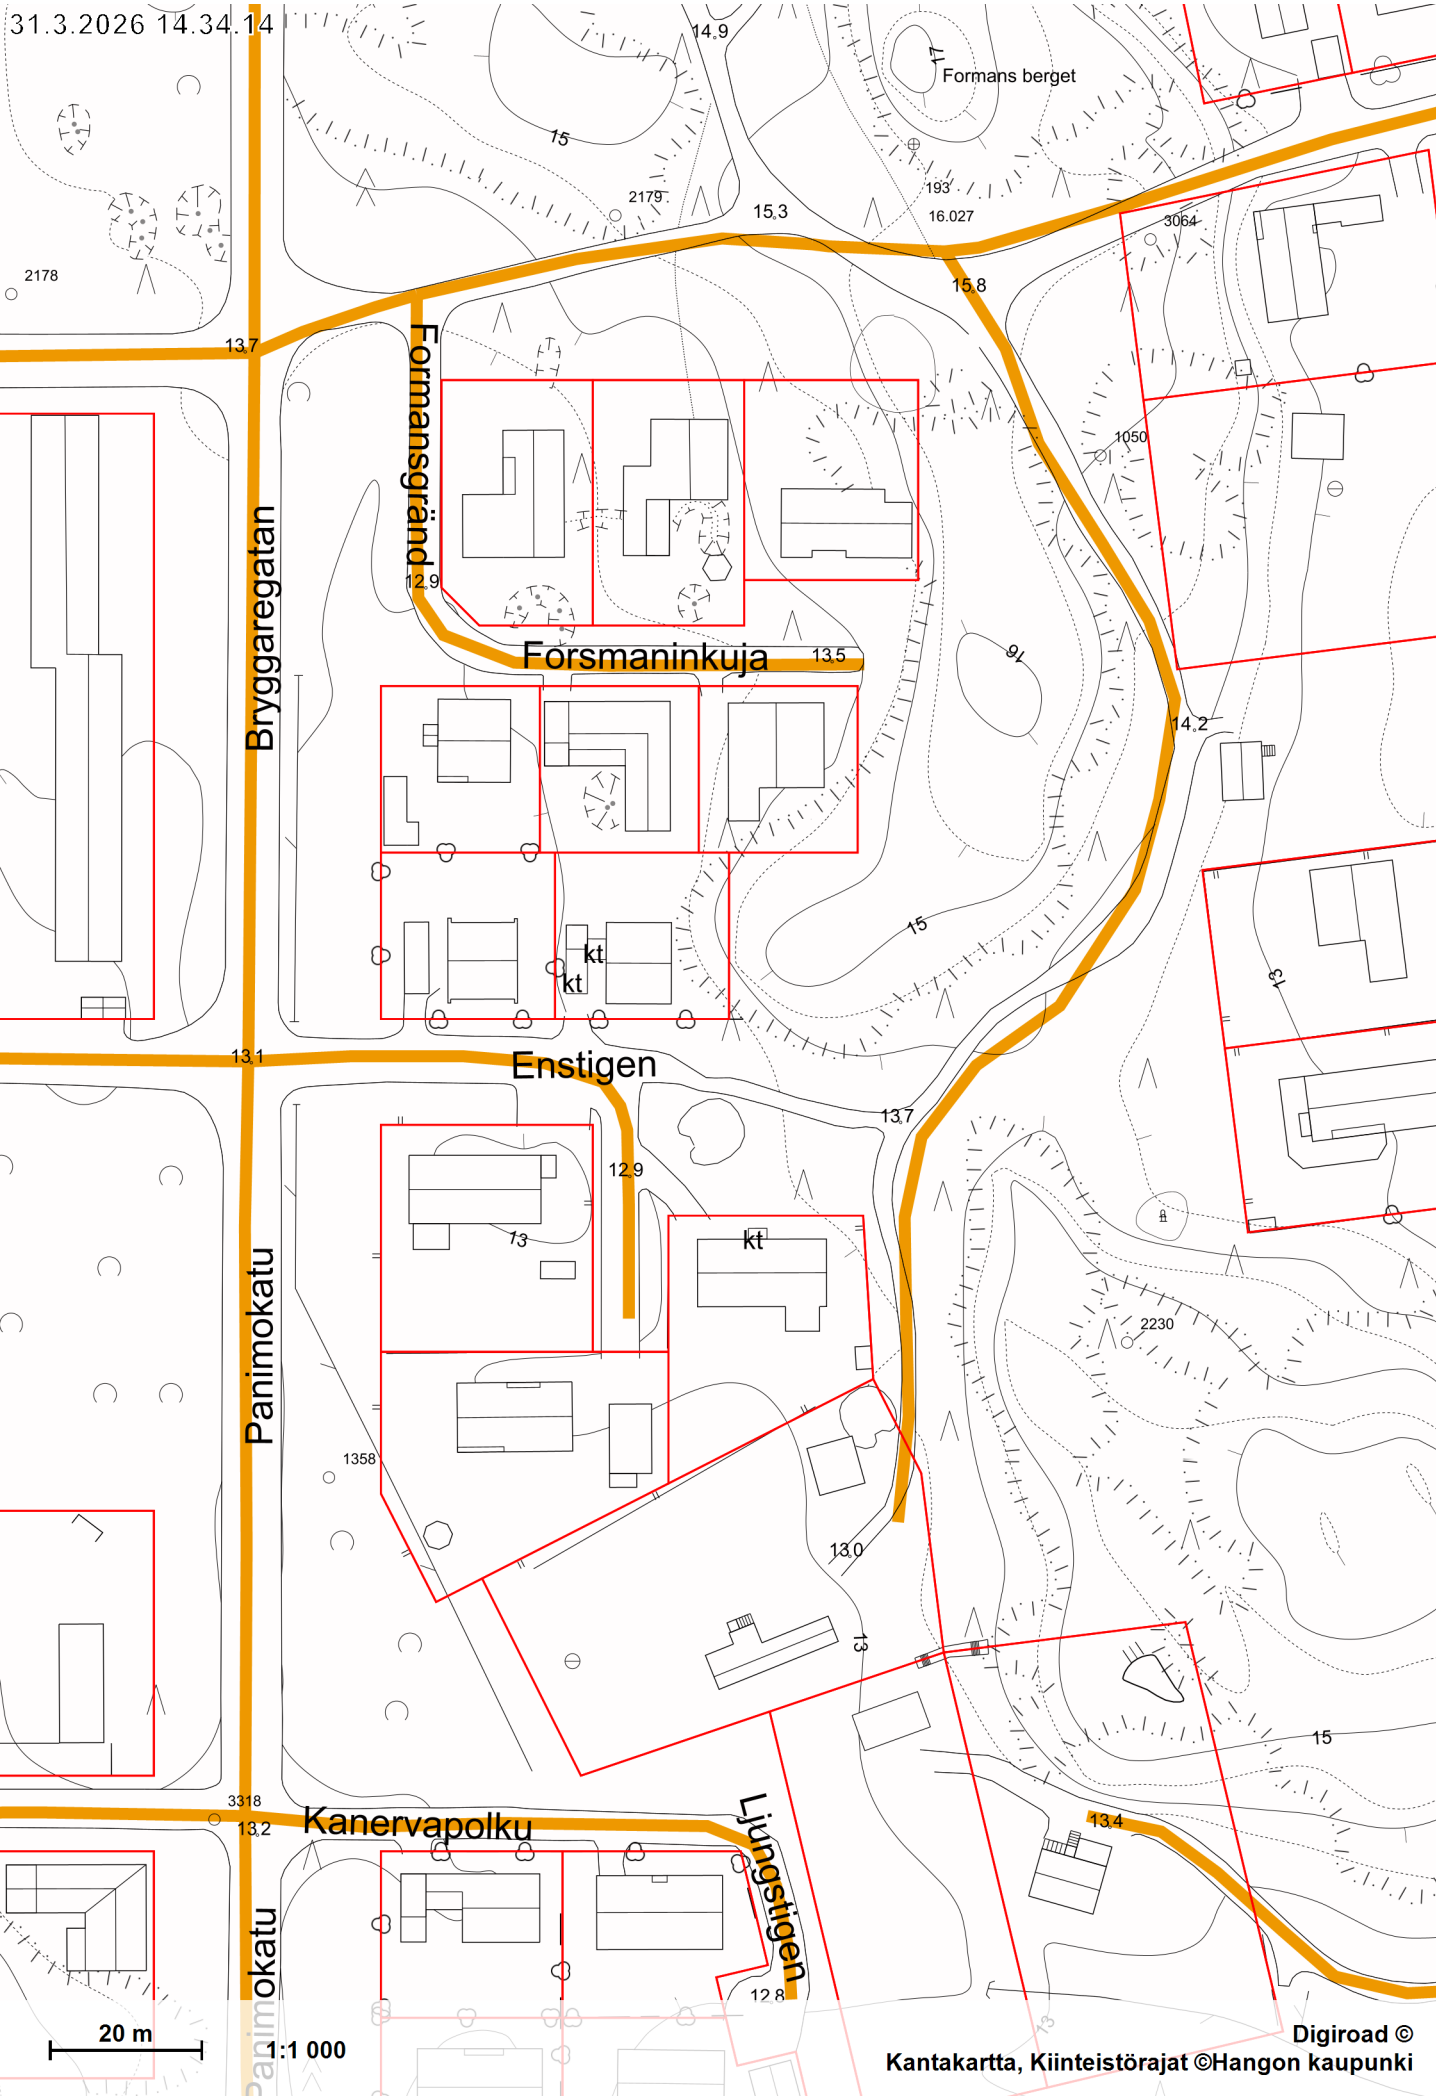 31.3.2026 14.34.14
14.9
17
Formans berget
15
2179
193
15.3
16.027
3064
2178
15.8
13.7
Formansgränd
1050
Bryggaregatan
12.9
Forsmaninkuja
13.5
16
14.2
15
kt
kt
13
13.1
Enstigen
13.7
12.9
13
kt
Panimokatu
2230
1358
13.0
13
15
3318
13.2
Kanervapolku
Ljungstigen
13.4
Panimokatu
12.8
13
20 m
1:1 000
Digiroad ©
Kantakartta, Kiinteistörajat ©Hangon kaupunki